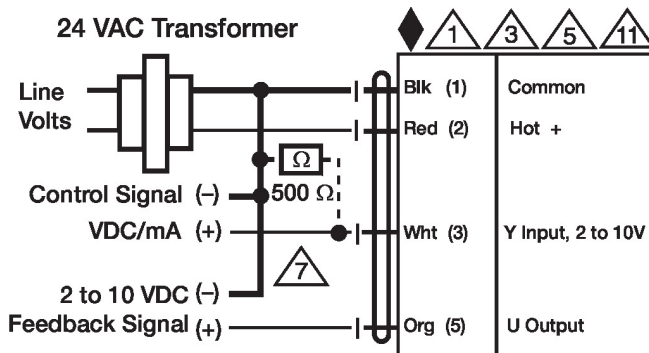 24 VAC Transformer
1 3 5 11
Line
Volts
Blk (1) Common
Red (2) Hot +
Ω
500 Ω
Control Signal (-)
VDC/mA (+)
Wht (3) Y Input, 2 to 10V
7
2 to 10 VDC (-)
Feedback Signal (+)
Org (5) U Output